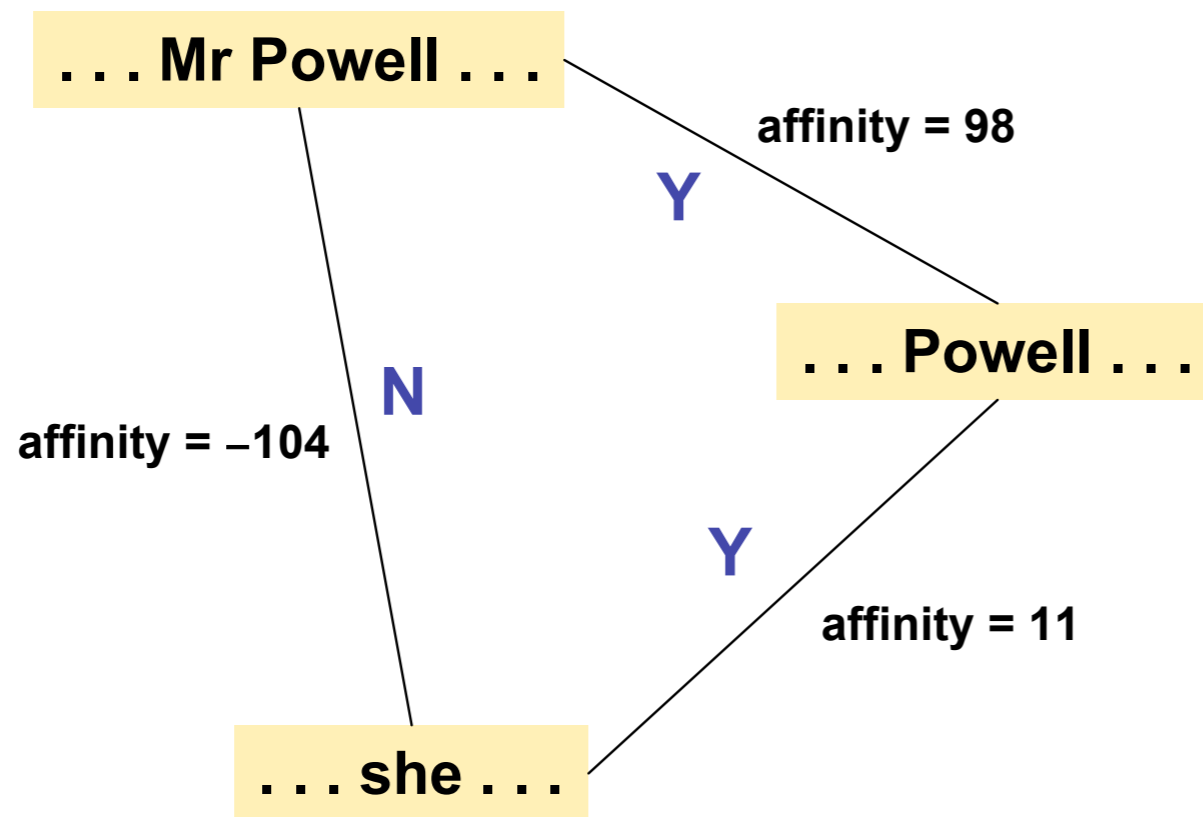 . . . Mr Powell . . .
affinity = 98
Y
. . . Powell . . .
N
affinity = –104
Y
affinity = 11
. . . she . . .